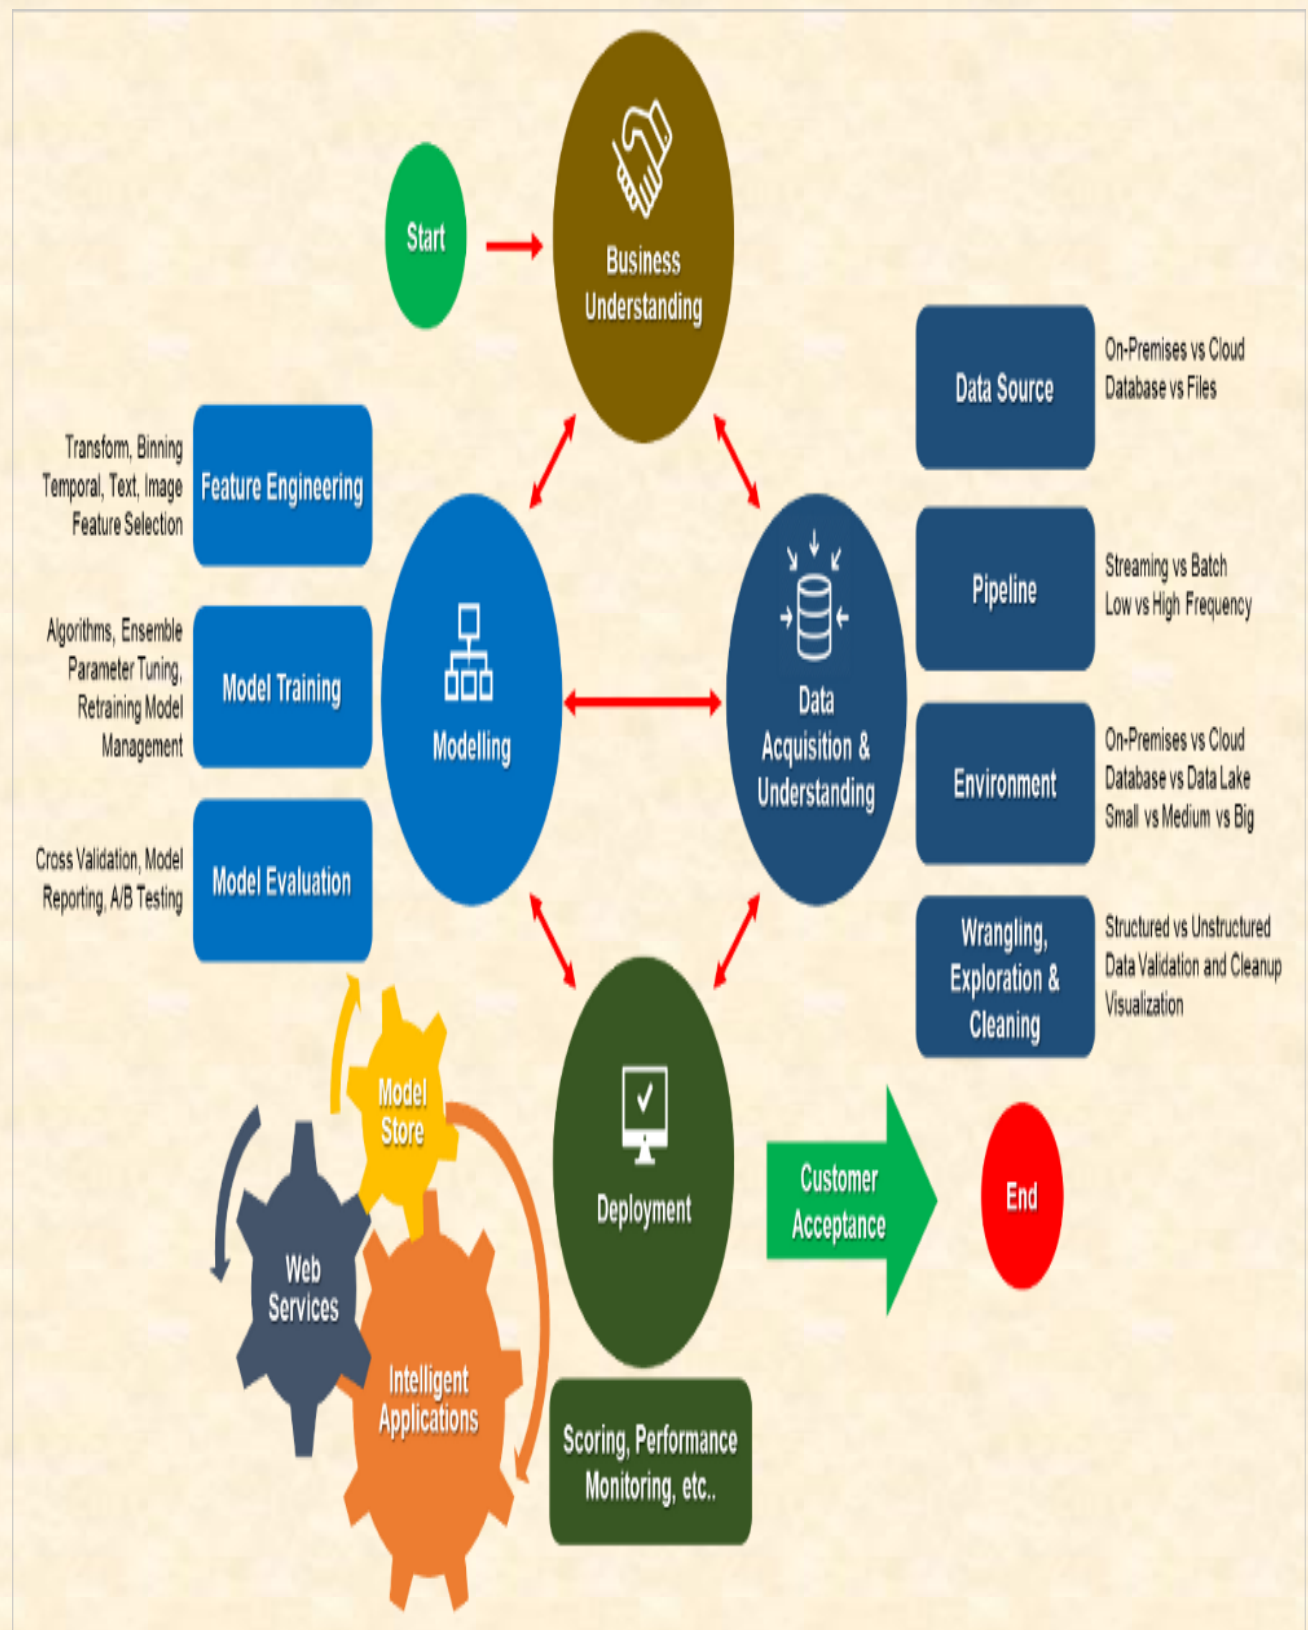 Start
Business
Understanding
Data Source
On-Premises vs Cloud
Database vs Files
Transform, Binning
Temporal, Text, Image
Feature Selection
Feature Engineering
Pipeline
Streaming vs Batch
Low vs High Frequency
Algorithms, Ensemble
Parameter Tuning,
Retraining Model
Management
Model Training
Modelling
Data
Acquisition &
Understanding
Environment
On-Premises vs Cloud
Database vs Data Lake
Small vs Medium vs Big
Cross Validation, Model
Reporting, A/B Testing
Model Evaluation
Wrangling,
Exploration &
Cleaning
Structured vs Unstructured
Data Validation and Cleanup
Visualization
Model
Store
Web
Services
Intelligent
Applications
Deployment
Customer
Acceptance
End
Scoring, Performance
Monitoring, etc..